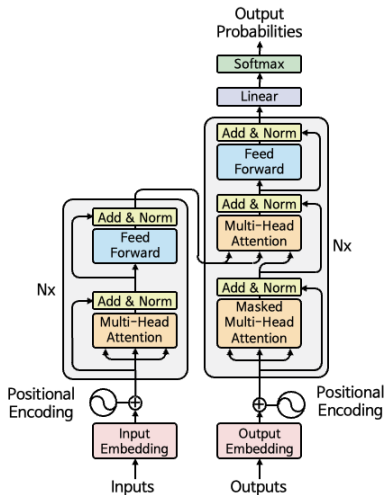 Output
Probabilities
Softmax
Linear
Add & Norm
Feed
Forward
Add & Norm
Multi-Head
Attention
Nx
Add & Norm
Masked
Multi-Head
Attention
Add & Norm
Feed
Forward
Nx
Add & Norm
Multi-Head
Attention
Positional
Encoding
Positional
Encoding
Input
Embedding
Output
Embedding
Inputs
Outputs